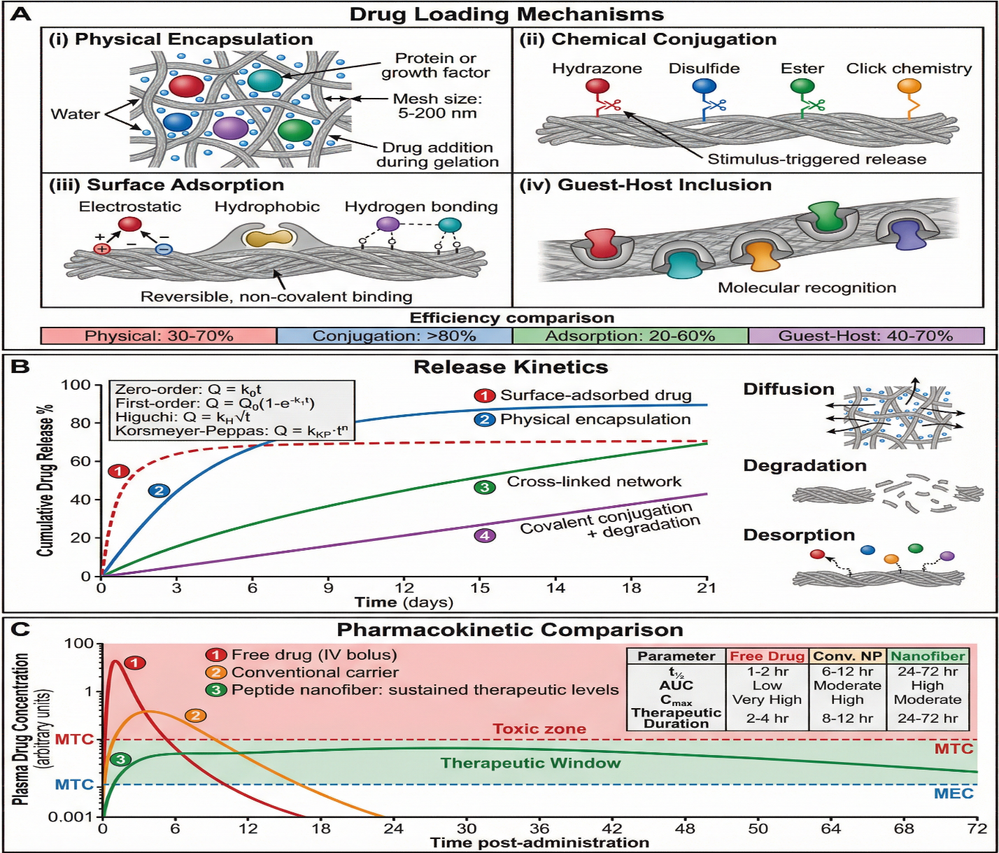 A
Drug Loading Mechanisms
(i) Physical Encapsulation
Protein or
growth factor
Water
Mesh size:
5-200 nm
Drug addition
during gelation
(ii) Chemical Conjugation
Hydrazone
Disulfide
Ester
Click chemistry
Stimulus-triggered release
(iii) Surface Adsorption
Electrostatic
Hydrophobic
Hydrogen bonding
+
−
+
−
−
C
C
C
C
Reversible, non-covalent binding
(iv) Guest-Host Inclusion
Molecular recognition
Efficiency comparison
Physical: 30-70%
Conjugation: >80%
Adsorption: 20-60%
Guest-Host: 40-70%
B
Release Kinetics
Cumulative Drug Release %
100
80
60
40
20
0
Zero-order: Q = k₀t
First-order: Q = Q₀(1-e^-k₁t)
Higuchi: Q = k_H√t
Korsmeyer-Peppas: Q = k_KP·tⁿ
1 Surface-adsorbed drug
2 Physical encapsulation
1
2
3 Cross-linked network
4 Covalent conjugation
+ degradation
0 3 6 9 12 15 14 18 21
Time (days)
Diffusion
Degradation
Desorption
C
Pharmacokinetic Comparison
Plasma Drug Concentration
(arbitrary units)
100
1
MTC
MTC
0.001
1
2
3
1 Free drug (IV bolus)
2 Conventional carrier
3 Peptide nanofiber: sustained therapeutic levels
Parameter Free Drug Conv. NP Nanofiber
t½ 1-2 hr 6-12 hr 24-72 hr
AUC Low Moderate High
Cmax Very High High Moderate
Therapeutic
Duration 2-4 hr 8-12 hr 24-72 hr
Toxic zone
MTC
Therapeutic Window
MEC
0 6 12 18 24 30 36 42 48 50 64 68 72
Time post-administration